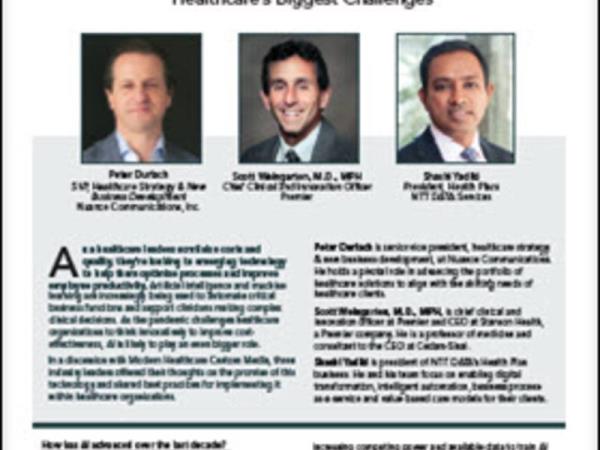 Healthcare's Biggest Challenges
Peter Durlach
SVP, Healthcare Strategy & New
Business Development
Nuance Communications, Inc.
Scott Weingarten, M.D., MPH
Chief Clinical and Innovation Officer
Premier
Shashi Yadiki
President, Health Plans
NTT DATA Services
As healthcare leaders scrutinize costs and
quality, they're looking to emerging technology
to help them optimize processes and improve
employee productivity. Artificial intelligence and machine
learning are increasingly being used to automate critical
business functions and support clinicians making complex
clinical decisions. As the pandemic challenges healthcare
organizations to think innovatively to improve cost-
effectiveness, AI is likely to play an even bigger role.
In a discussion with Modern Healthcare Custom Media, three
industry leaders offered their thoughts on the promise of this
technology and shared best practices for implementing it
within healthcare organizations.
Peter Durlach is senior vice president, healthcare strategy
& new business development, at Nuance Communications.
He holds a pivotal role in advancing the portfolio of
healthcare solutions to align with the shifting needs of
healthcare clients.
Scott Weingarten, M.D., MPH, is chief clinical and
innovation officer at Premier and CEO at Stanson Health,
a Premier company. He is a professor of medicine and
consultant to the CEO at Cedars-Sinai.
Shashi Yadiki is president of NTT DATA's Health Plan
business. He and his team focus on enabling digital
transformation, intelligent automation, business process
as a service and value-based care models for their clients.
How has AI advanced over the last decade?
increasing computing power and available data to train AI